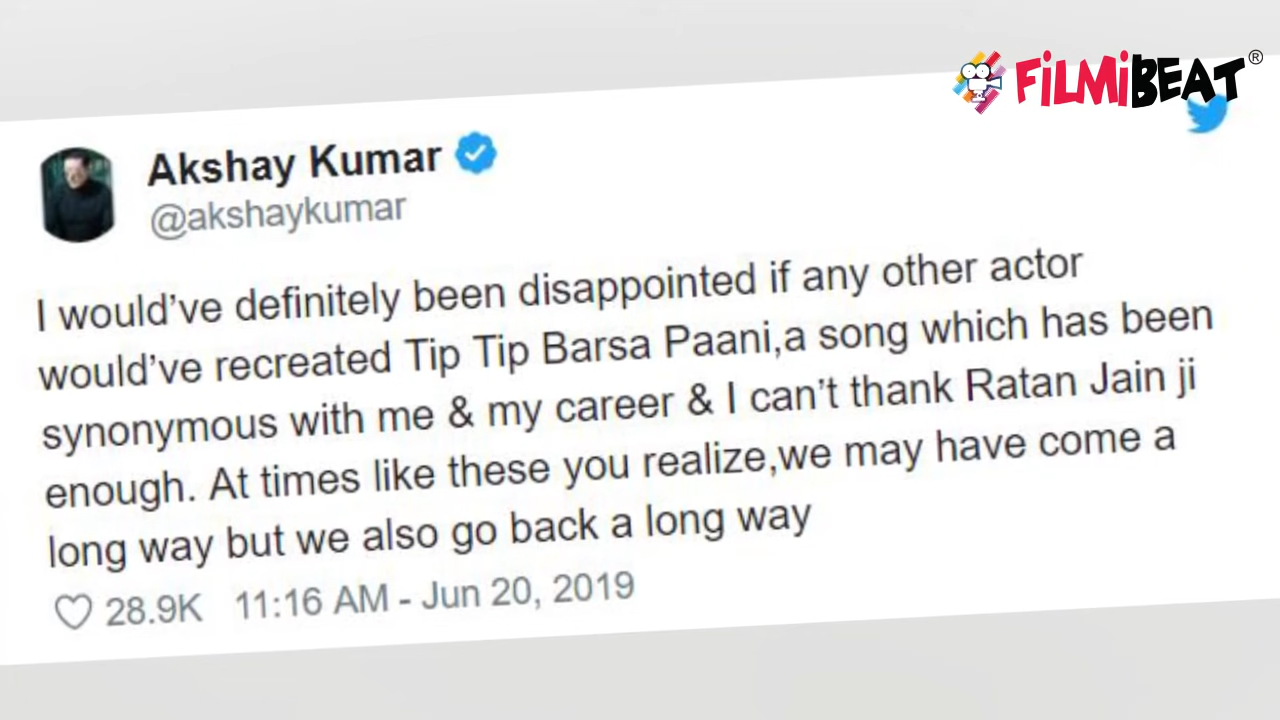 FiLMiBEAT®
Akshay Kumar
@akshaykumar
I would’ve definitely been disappointed if any other actor
would’ve recreated Tip Tip Barsa Paani,a song which has been
synonymous with me & my career & I can’t thank Ratan Jain ji
enough. At times like these you realize,we may have come a
long way but we also go back a long way
28.9K 11:16 AM - Jun 20, 2019